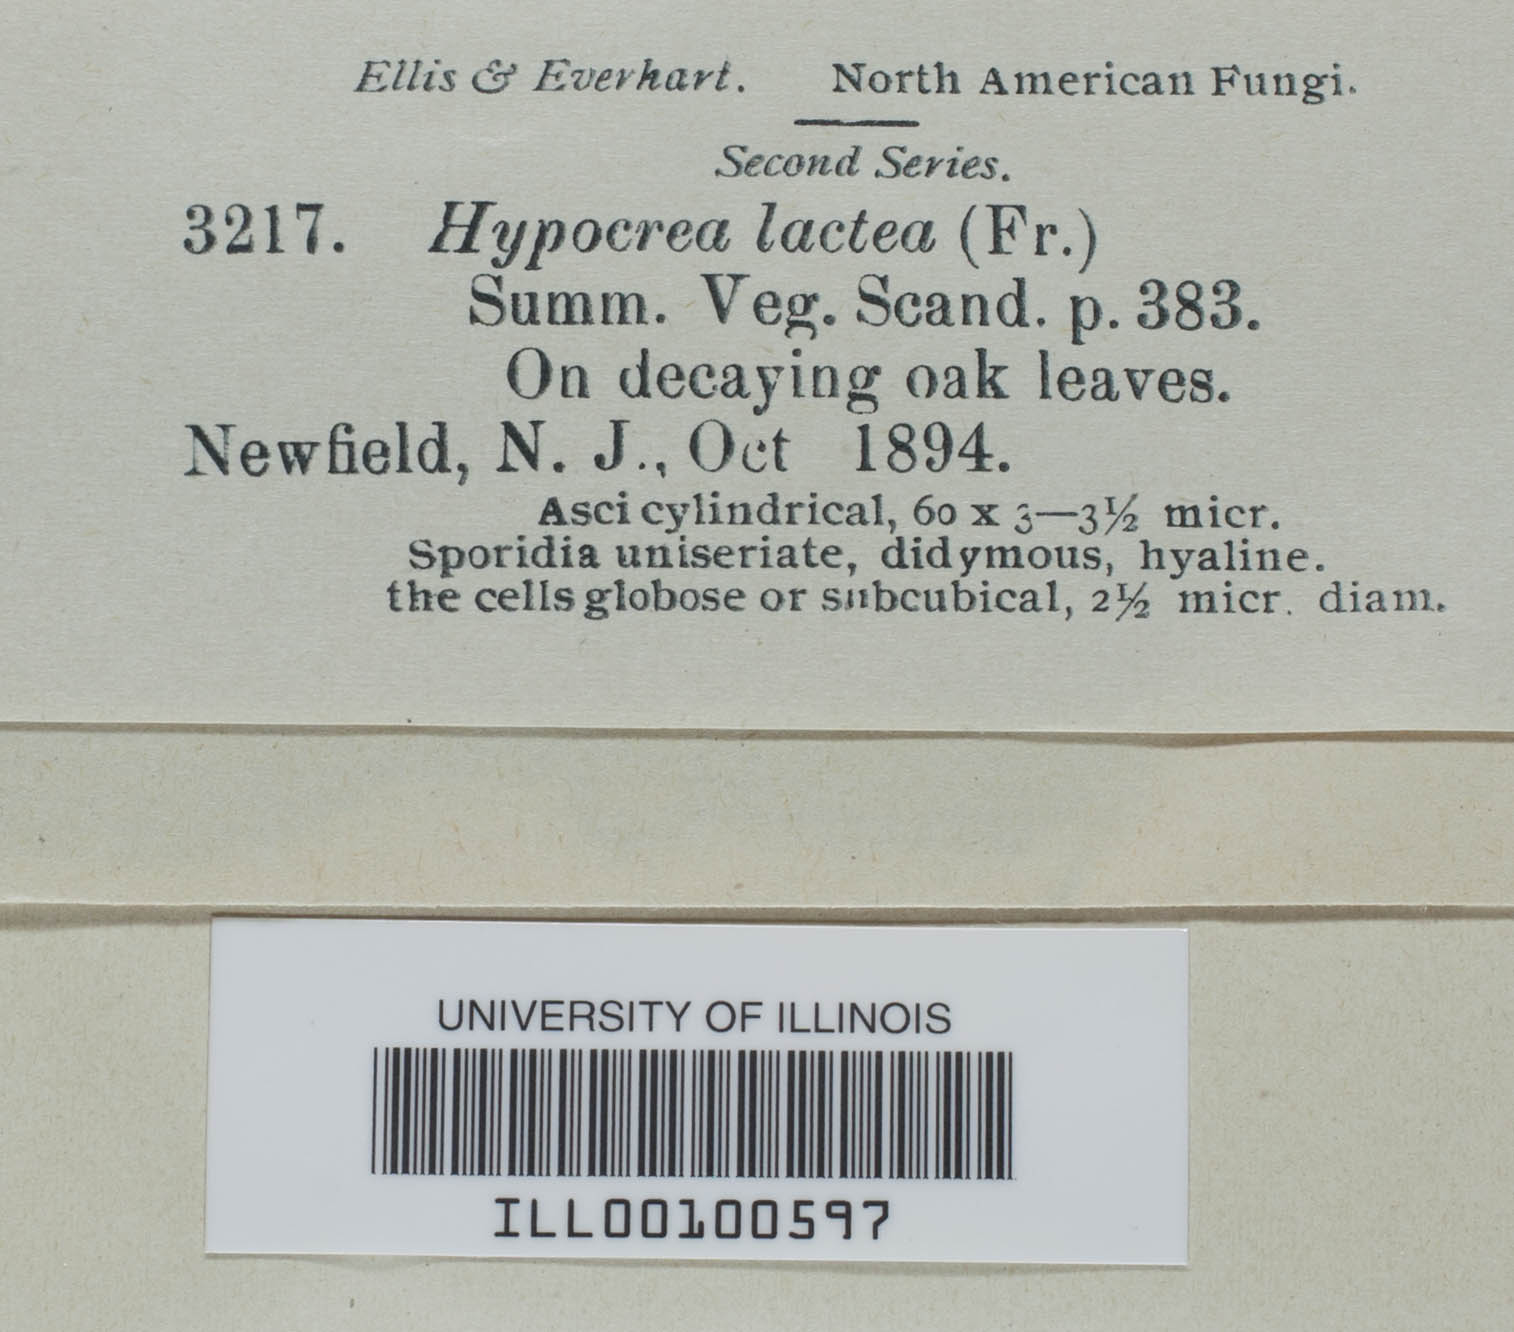 Ellis & Everhart. North American Fungi.
Second Series.
3217. Hypocrea lactea (Fr.)
Summ. Veg. Scand. p. 383.
On decaying oak leaves.
Newfield, N. J., Oct 1894.
Asci cylindrical, 60 x 3—3½ micr.
Sporidia uniseriate, didymous, hyaline.
the cells globose or subcubical, 2½ micr. diam.
UNIVERSITY OF ILLINOIS
ILL00100597